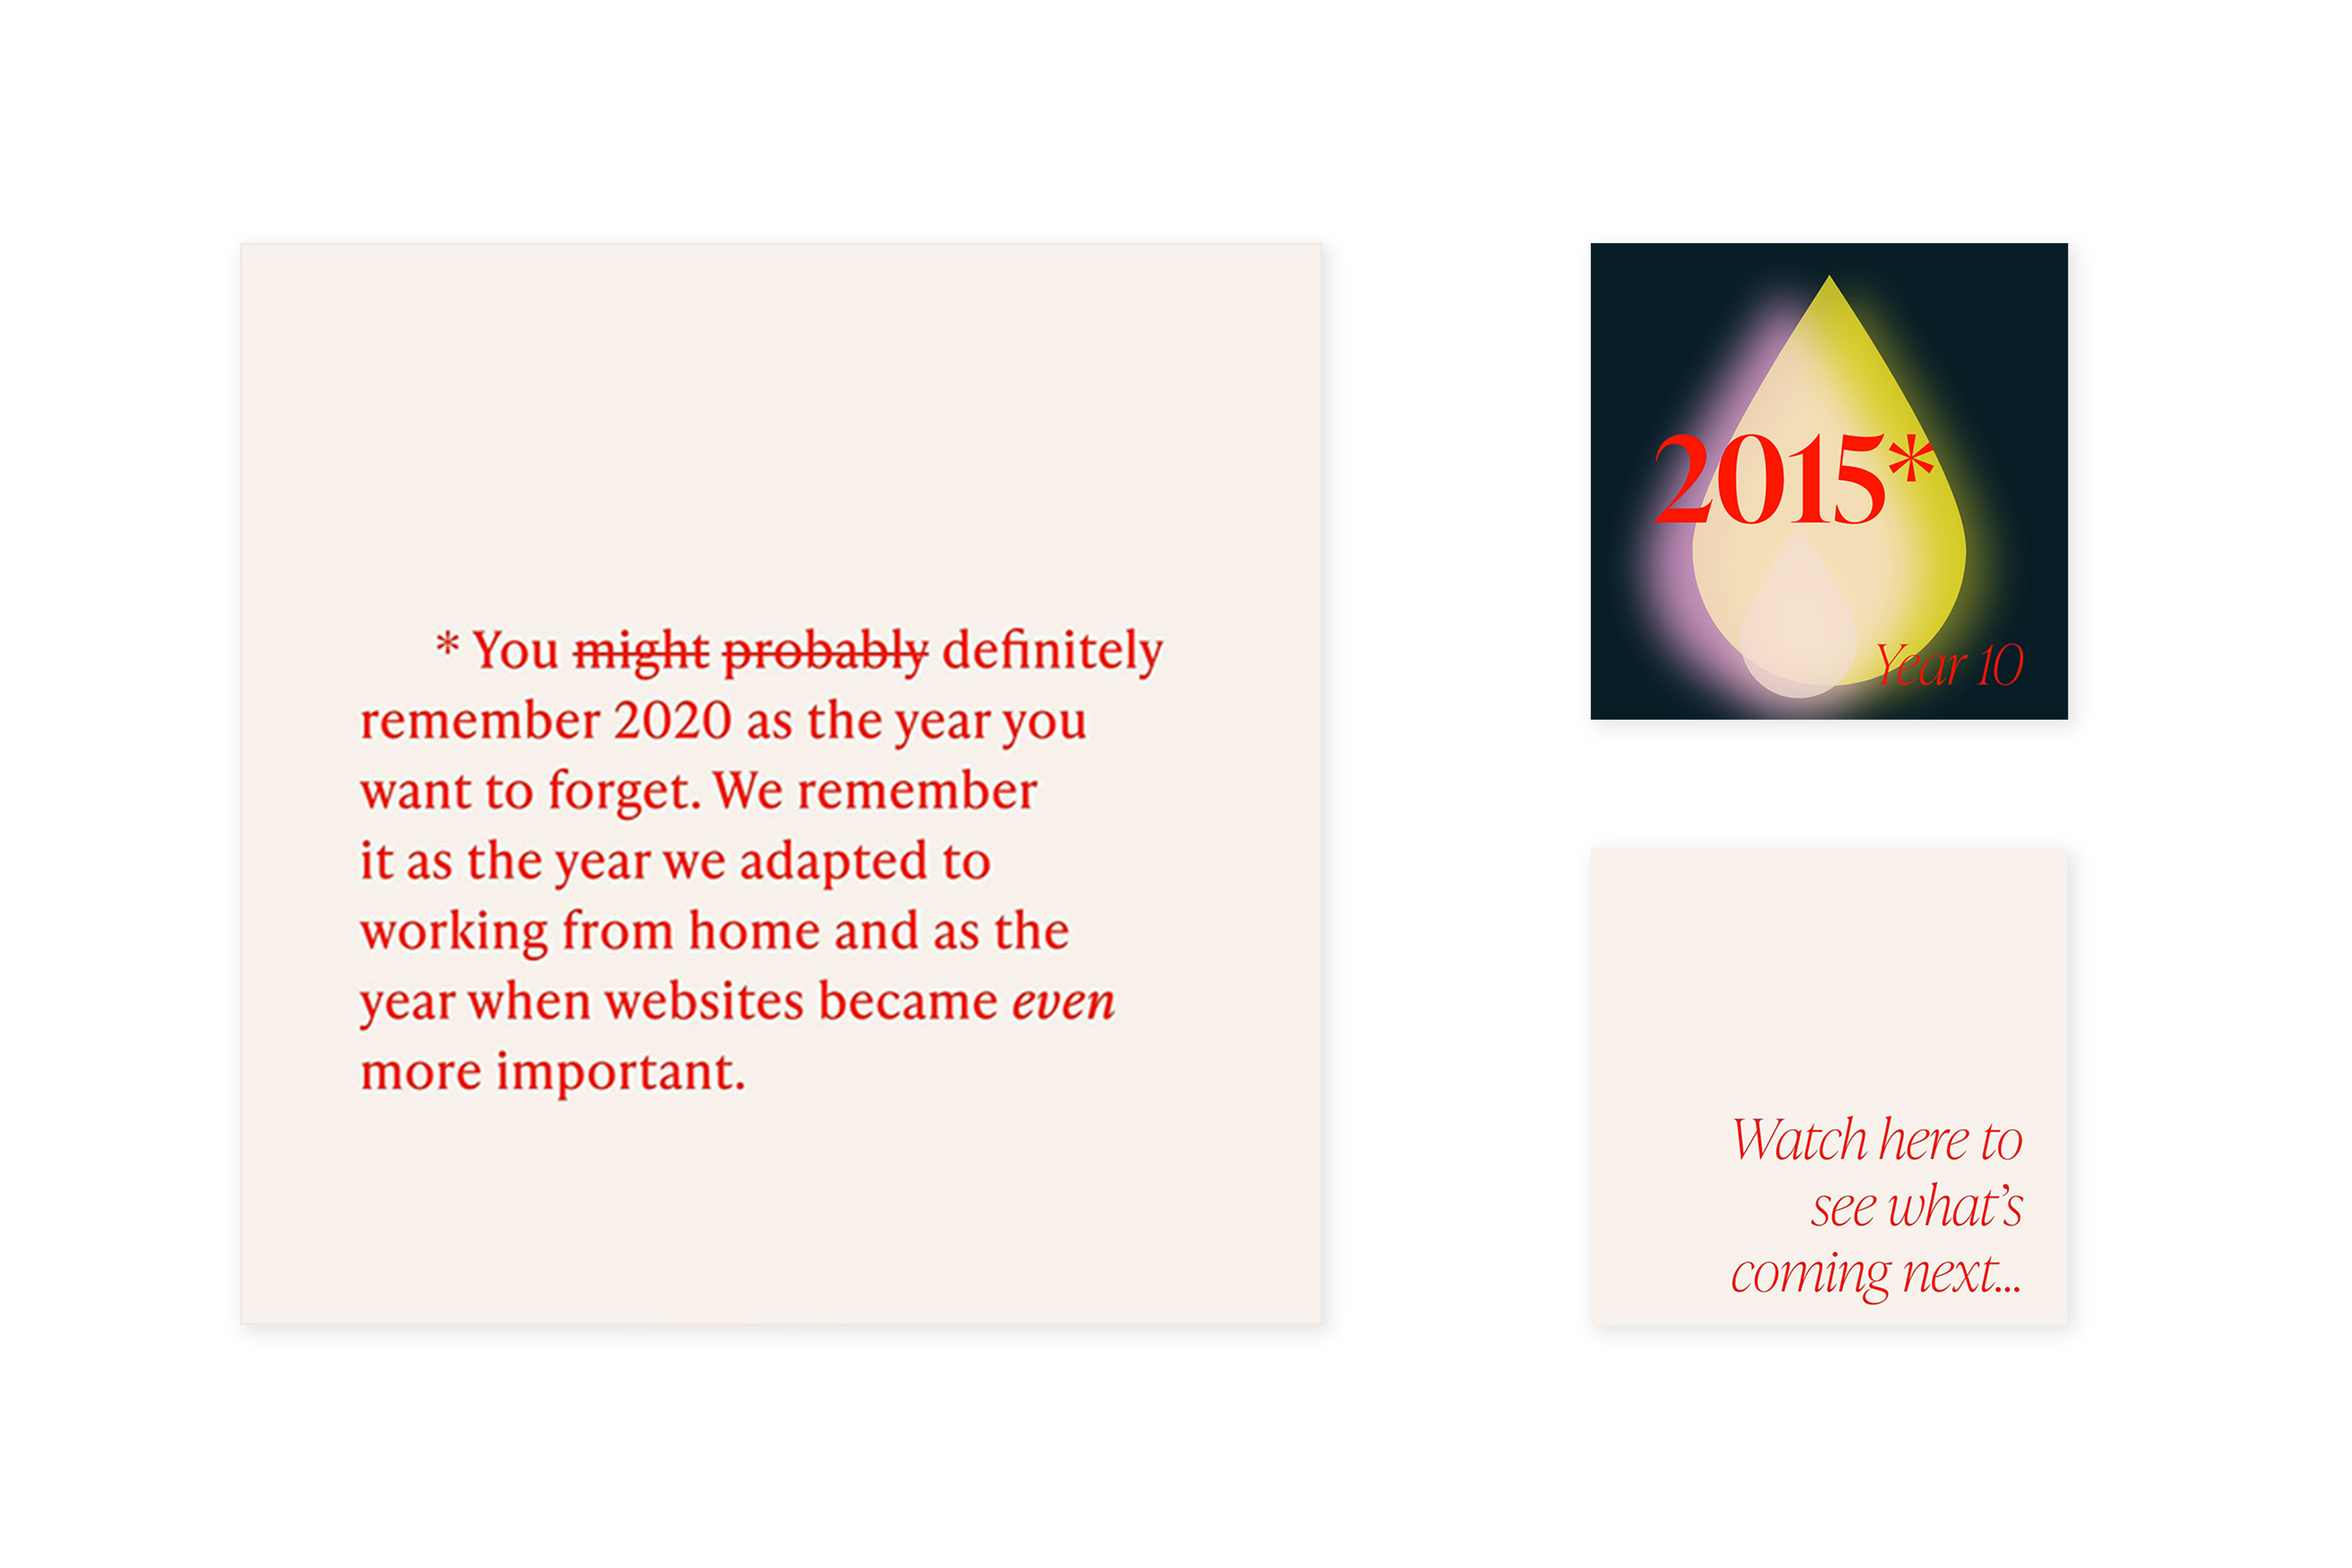 * You ~~might~~ ~~probably~~ definitely
remember 2020 as the year you
want to forget. We remember
it as the year we adapted to
working from home and as the
year when websites became even
more important.
2015*
Year 10
Watch here to
see what’s
coming next...